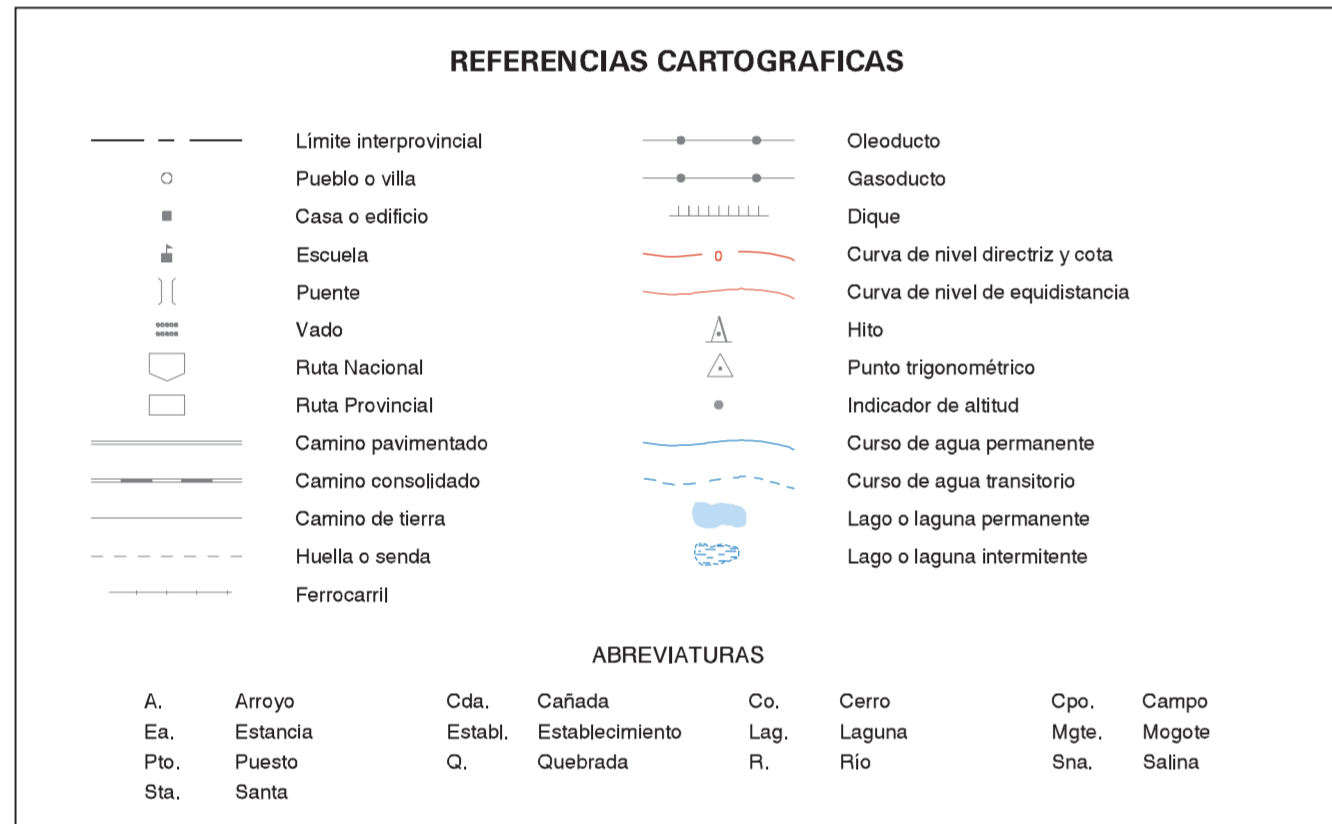 REFERENCIAS CARTOGRAFICAS
Límite interprovincial
Pueblo o villa
Casa o edificio
Escuela
Puente
Vado
Ruta Nacional
Ruta Provincial
Camino pavimentado
Camino consolidado
Camino de tierra
Huella o senda
Ferrocarril
Oleoducto
Gasoducto
Dique
0 Curva de nivel directriz y cota
Curva de nivel de equidistancia
Hito
Punto trigonométrico
Indicador de altitud
Curso de agua permanente
Curso de agua transitorio
Lago o laguna permanente
Lago o laguna intermitente
ABREVIATURAS
A. Arroyo Cda. Cañada Co. Cerro Cpo. Campo
Ea. Estancia Establ. Establecimiento Lag. Laguna Mgte. Mogote
Pto. Puesto Q. Quebrada R. Río Sna. Salina
Sta. Santa